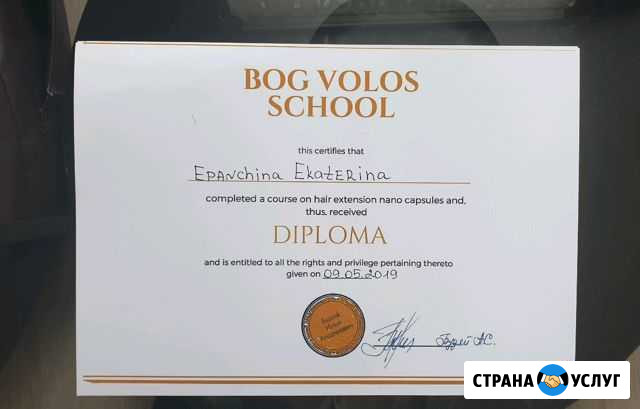 BOG VOLOS
SCHOOL
this certifies that
EPANchina EkatERina
completed a course on hair extension nano capsules and,
thus, received
DIPLOMA
and is entitled to all the rights and privilege pertaining thereto
given on 09.05.2019
СТРАНА УСЛУГ